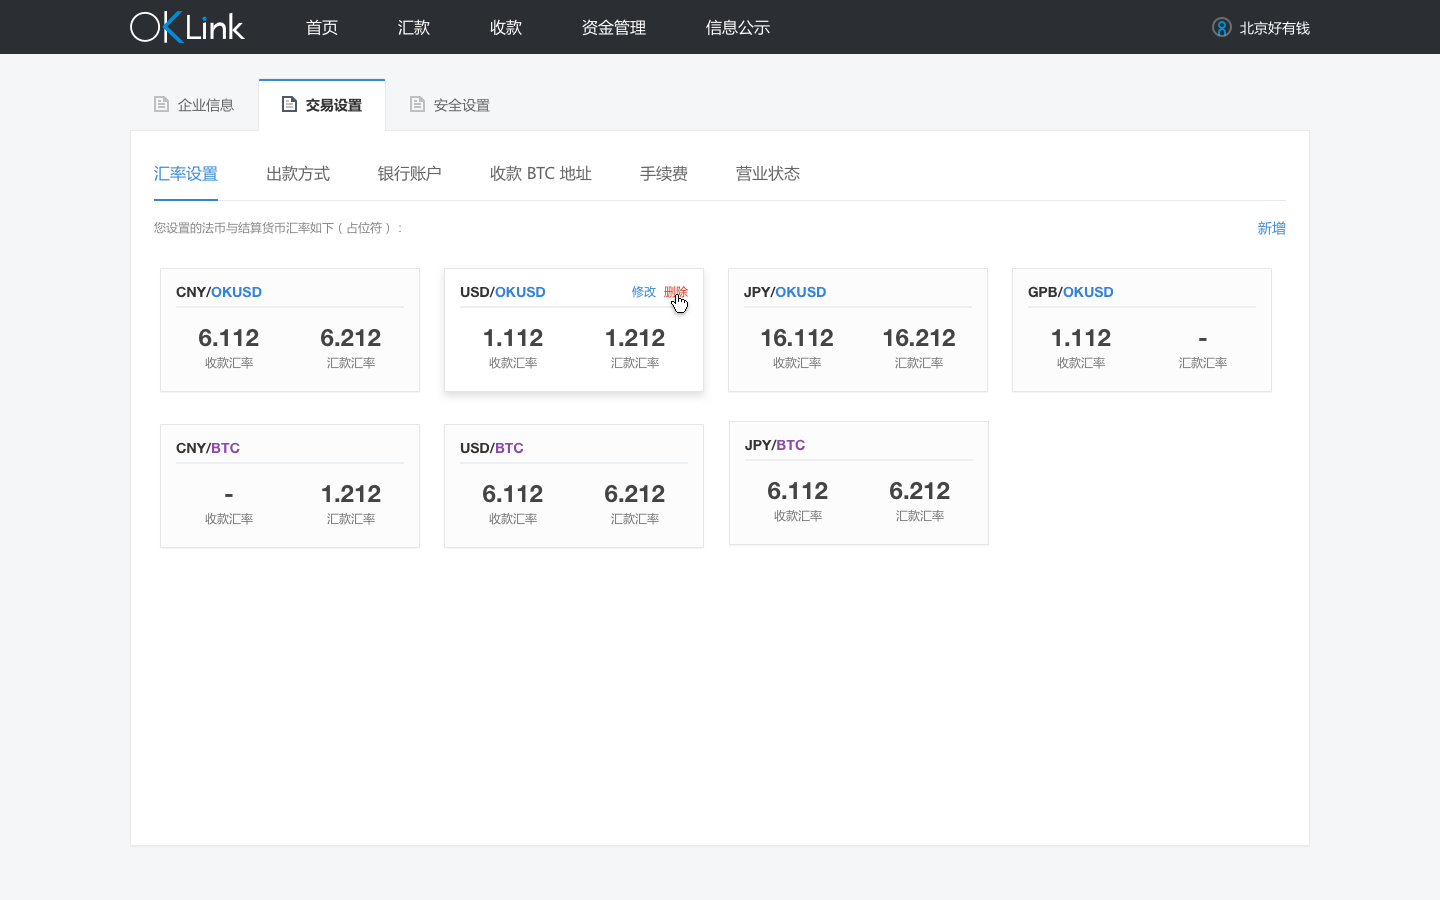 OKLink 首页 汇款 收款 资金管理 信息公示 北京好有钱
企业信息 交易设置 安全设置
汇率设置 出款方式 银行账户 收款 BTC 地址 手续费 营业状态
您设置的法币与结算货币汇率如下（占位符）： 新增
CNY/OKUSD
6.112 6.212
收款汇率 汇款汇率
USD/OKUSD 修改 删除
1.112 1.212
收款汇率 汇款汇率
JPY/OKUSD
16.112 16.212
收款汇率 汇款汇率
GPB/OKUSD
1.112 -
收款汇率 汇款汇率
CNY/BTC
- 1.212
收款汇率 汇款汇率
USD/BTC
6.112 6.212
收款汇率 汇款汇率
JPY/BTC
6.112 6.212
收款汇率 汇款汇率